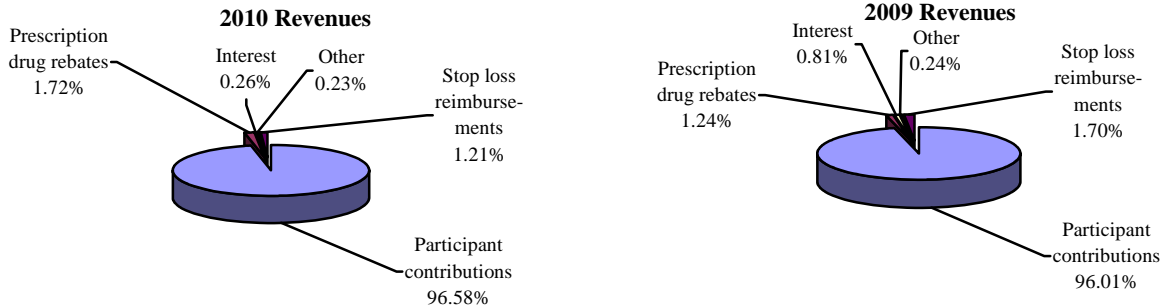 2010 Revenues
Prescription
drug rebates
1.72%
Interest
0.26%
Other
0.23%
Stop loss
reimburse-
ments
1.21%
Participant
contributions
96.58%
2009 Revenues
Prescription
drug rebates
1.24%
Interest
0.81%
Other
0.24%
Stop loss
reimburse-
ments
1.70%
Participant
contributions
96.01%